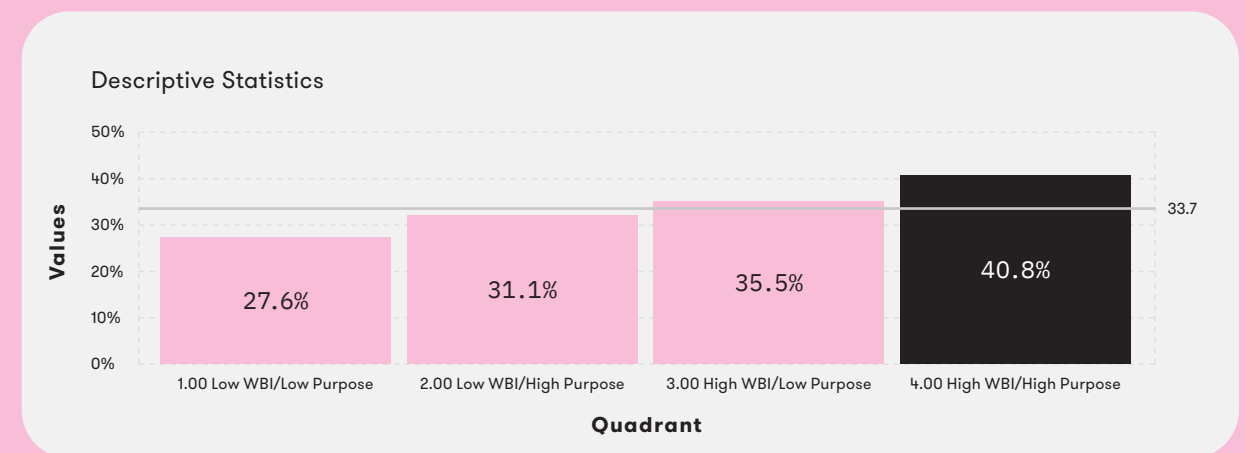 Descriptive Statistics
50%
40%
30%
20%
10%
0%
Values
27.6%
31.1%
35.5%
40.8%
33.7
1.00 Low WBI/Low Purpose
2.00 Low WBI/High Purpose
3.00 High WBI/Low Purpose
4.00 High WBI/High Purpose
Quadrant